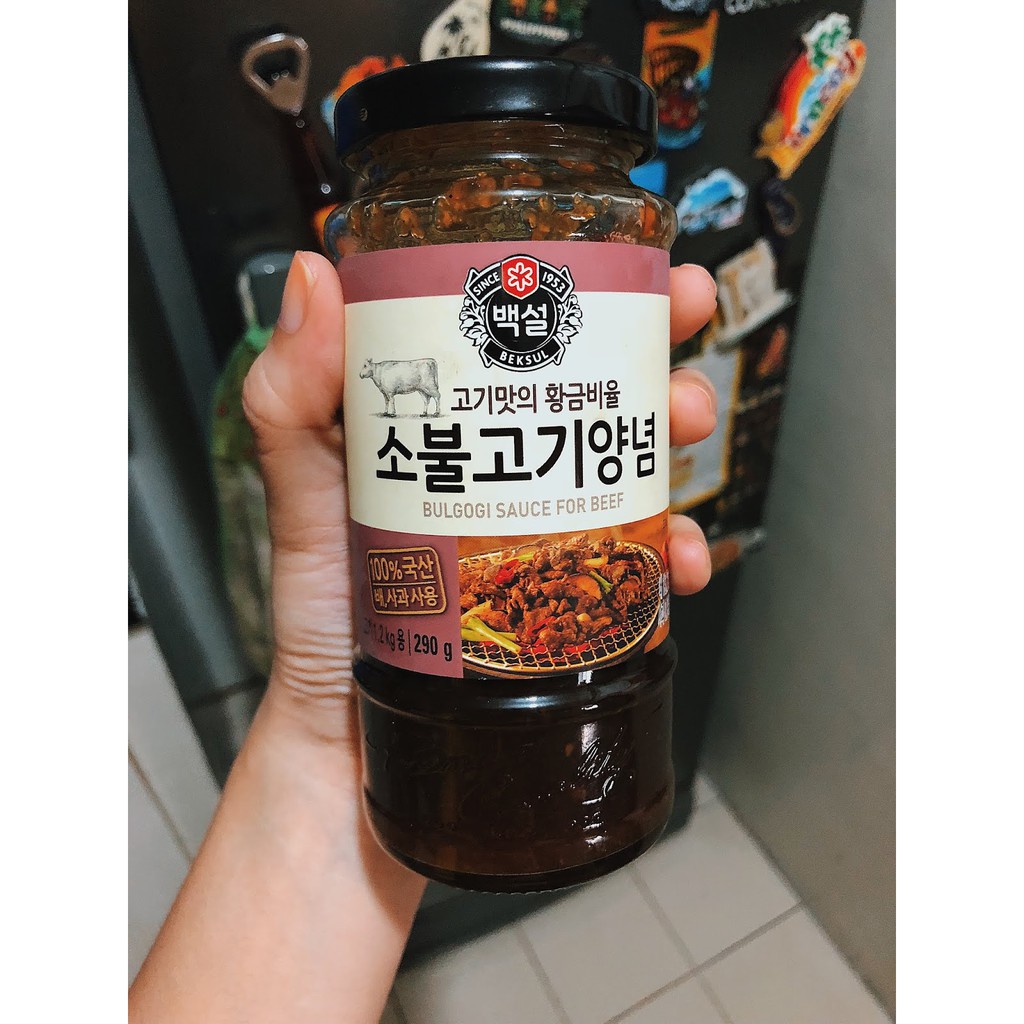 SINCE 1953
백설
BEKSUL
고기맛의 황금비율
소불고기양념
BULGOGI SAUCE FOR BEEF
100%국산
배,사과 사용
1.2kg용 | 290 g